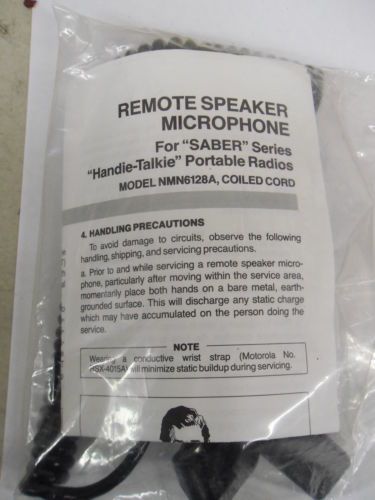 REMOTE SPEAKER
MICROPHONE
For "SABER" Series
"Handie-Talkie" Portable Radios
MODEL NMN6128A, COILED CORD
4. HANDLING PRECAUTIONS
To avoid damage to circuits, observe the following
handling, shipping, and servicing precautions.
a. Prior to and while servicing a remote speaker micro-
phone, particularly after moving within the service area,
momentarily place both hands on a bare metal, earth-
grounded surface. This will discharge any static charge
which may have accumulated on the person doing the
service.
NOTE
Wearing a conductive wrist strap (Motorola No.
RSX-4015A) will minimize static buildup during servicing.